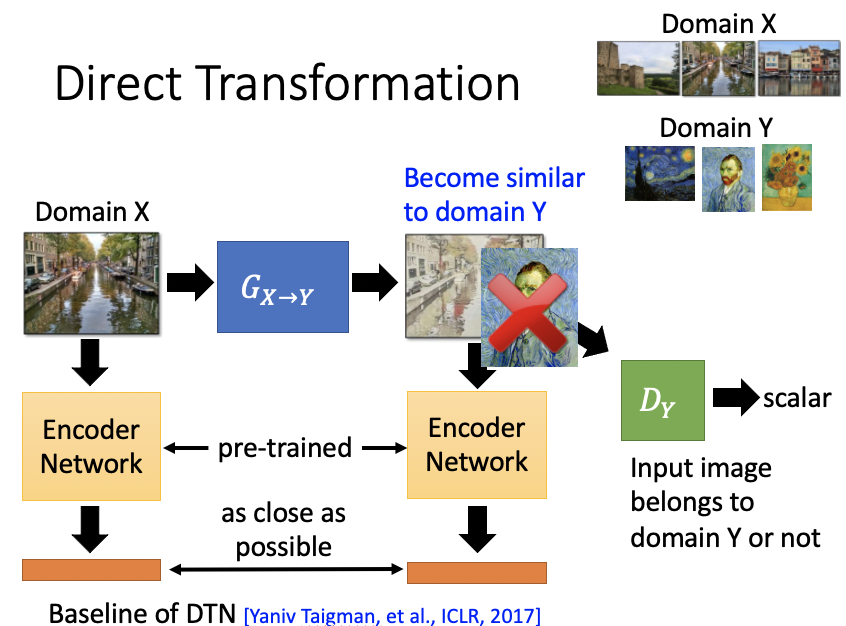 Domain X
Direct Transformation
Domain Y
Become similar
to domain Y
Domain X
G_{X→Y}
D_Y
scalar
Encoder
Network
pre-trained
Encoder
Network
Input image
belongs to
domain Y or not
as close as
possible
Baseline of DTN [Yaniv Taigman, et al., ICLR, 2017]